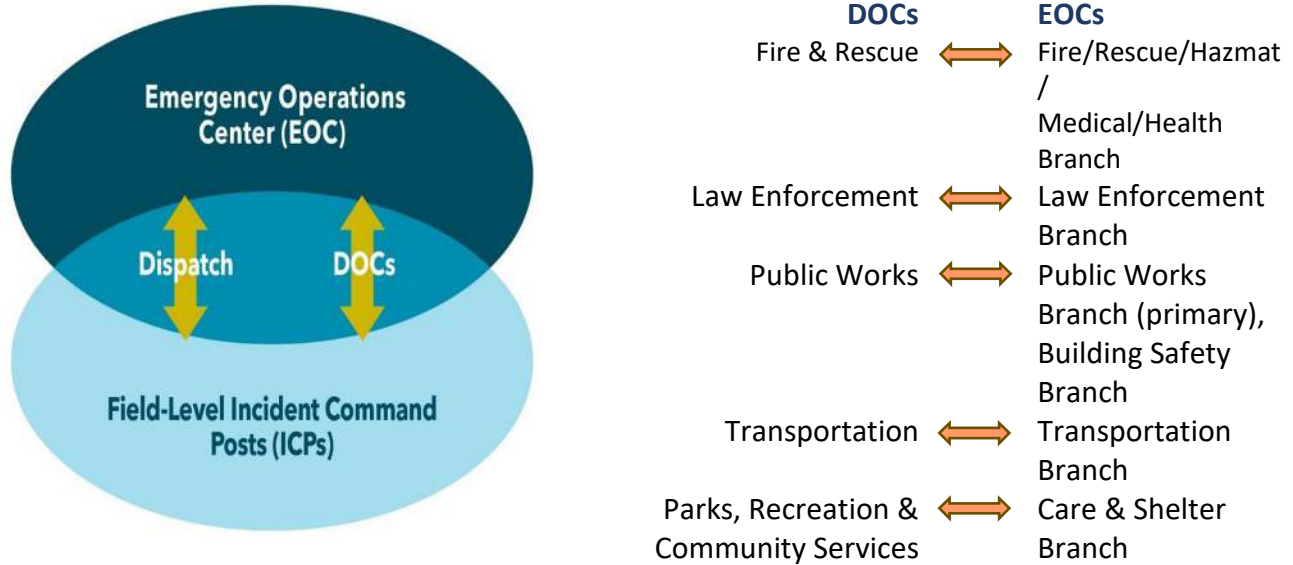 Emergency Operations
Center (EOC)
Dispatch
DOCs
Field-Level Incident Command
Posts (ICPs)
DOCs
EOCs
Fire & Rescue
Fire/Rescue/Hazmat
/
Medical/Health
Branch
Law Enforcement
Law Enforcement
Branch
Public Works
Public Works
Branch (primary),
Building Safety
Branch
Transportation
Transportation
Branch
Parks, Recreation &
Community Services
Care & Shelter
Branch